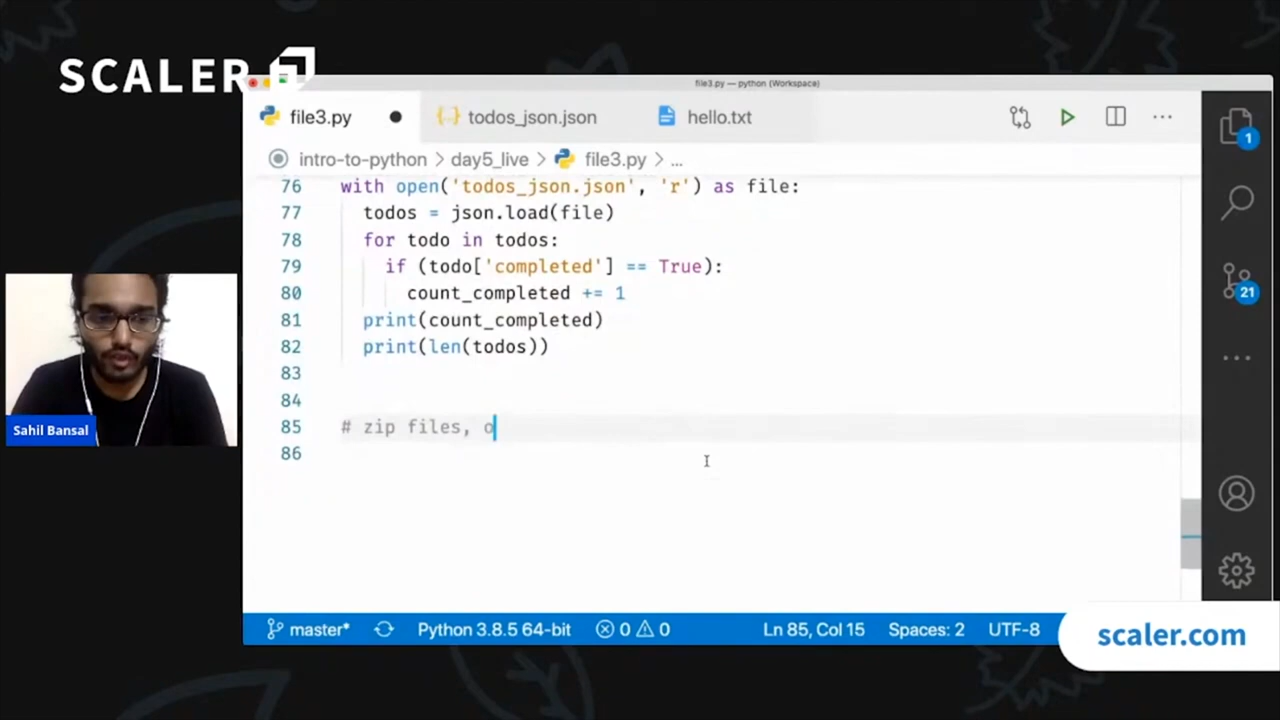 SCALER
file3.py — python (Workspace)
file3.py
todos_json.json
hello.txt
1
intro-to-python > day5_live > file3.py > ...
76 with open('todos_json.json', 'r') as file:
77 todos = json.load(file)
78 for todo in todos:
79 if (todo['completed'] == True):
80 count_completed += 1
81 print(count_completed)
82 print(len(todos))
83
84
85 # zip files, o
86
21
Sahil Bansal
master* Python 3.8.5 64-bit 0 0 Ln 85, Col 15 Spaces: 2 UTF-8
scaler.com